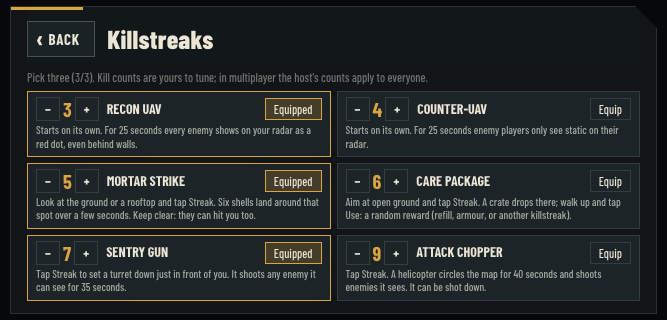 ‹ BACK
Killstreaks
Pick three (3/3). Kill counts are yours to tune; in multiplayer the host's counts apply to everyone.
− 3 + RECON UAV Equipped
Starts on its own. For 25 seconds every enemy shows on your radar as a
red dot, even behind walls.
− 4 + COUNTER-UAV Equip
Starts on its own. For 25 seconds enemy players only see static on their
radar.
− 5 + MORTAR STRIKE Equipped
Look at the ground or a rooftop and tap Streak. Six shells land around that
spot over a few seconds. Keep clear: they can hit you too.
− 6 + CARE PACKAGE Equip
Aim at open ground and tap Streak. A crate drops there; walk up and tap
Use: a random reward (refill, armour, or another killstreak).
− 7 + SENTRY GUN Equipped
Tap Streak to set a turret down just in front of you. It shoots any enemy it
can see for 35 seconds.
− 9 + ATTACK CHOPPER Equip
Tap Streak. A helicopter circles the map for 40 seconds and shoots
enemies it sees. It can be shot down.